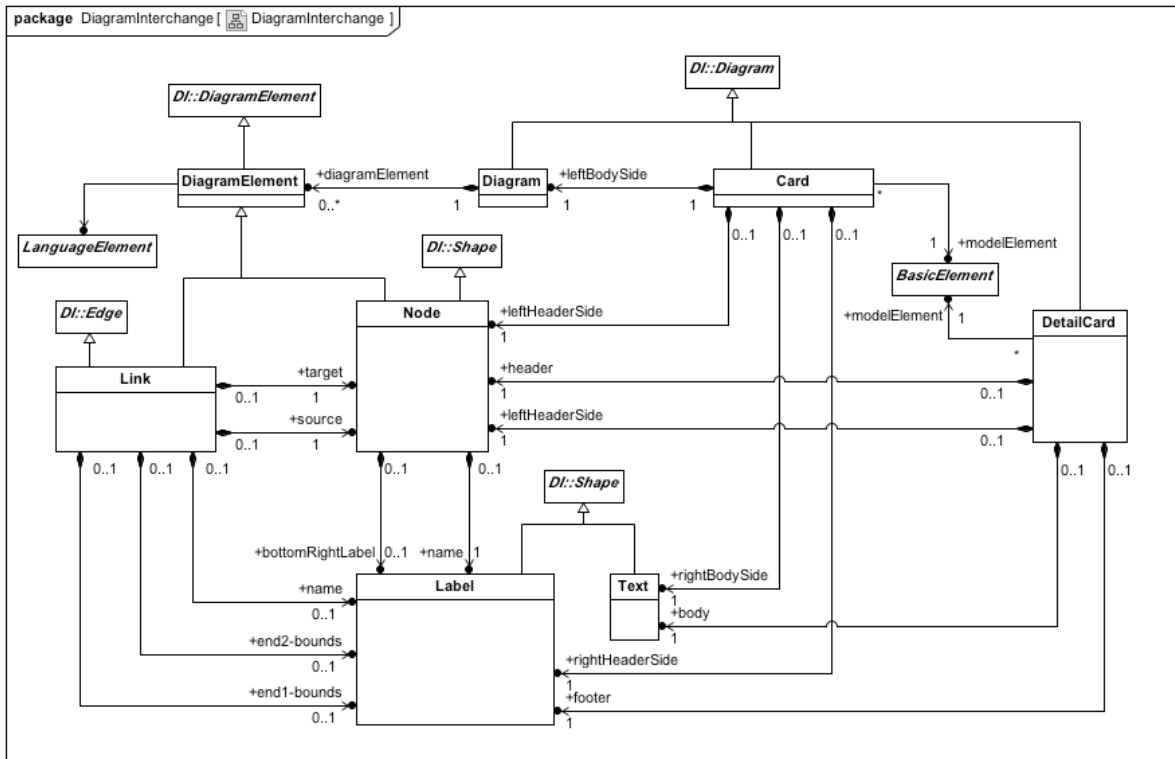 package DiagramInterchange [ DiagramInterchange ]
DI::Diagram
DI::DiagramElement
DiagramElement
+diagramElement
0..*
1
Diagram
+leftBodySide
1
1
Card
*
0..1
0..1
0..1
LanguageElement
DI::Shape
1
+modelElement
BasicElement
+modelElement
1
*
DI::Edge
Node
+leftHeaderSide
1
DetailCard
Link
+target
0..1
1
+header
1
0..1
+source
0..1
1
+leftHeaderSide
1
0..1
0..1
0..1
0..1
0..1
0..1
0..1
0..1
DI::Shape
+bottomRightLabel
0..1
+name
1
Label
Text
+rightBodySide
1
+name
0..1
+body
1
+end2-bounds
0..1
+rightHeaderSide
1
+end1-bounds
0..1
+footer
1